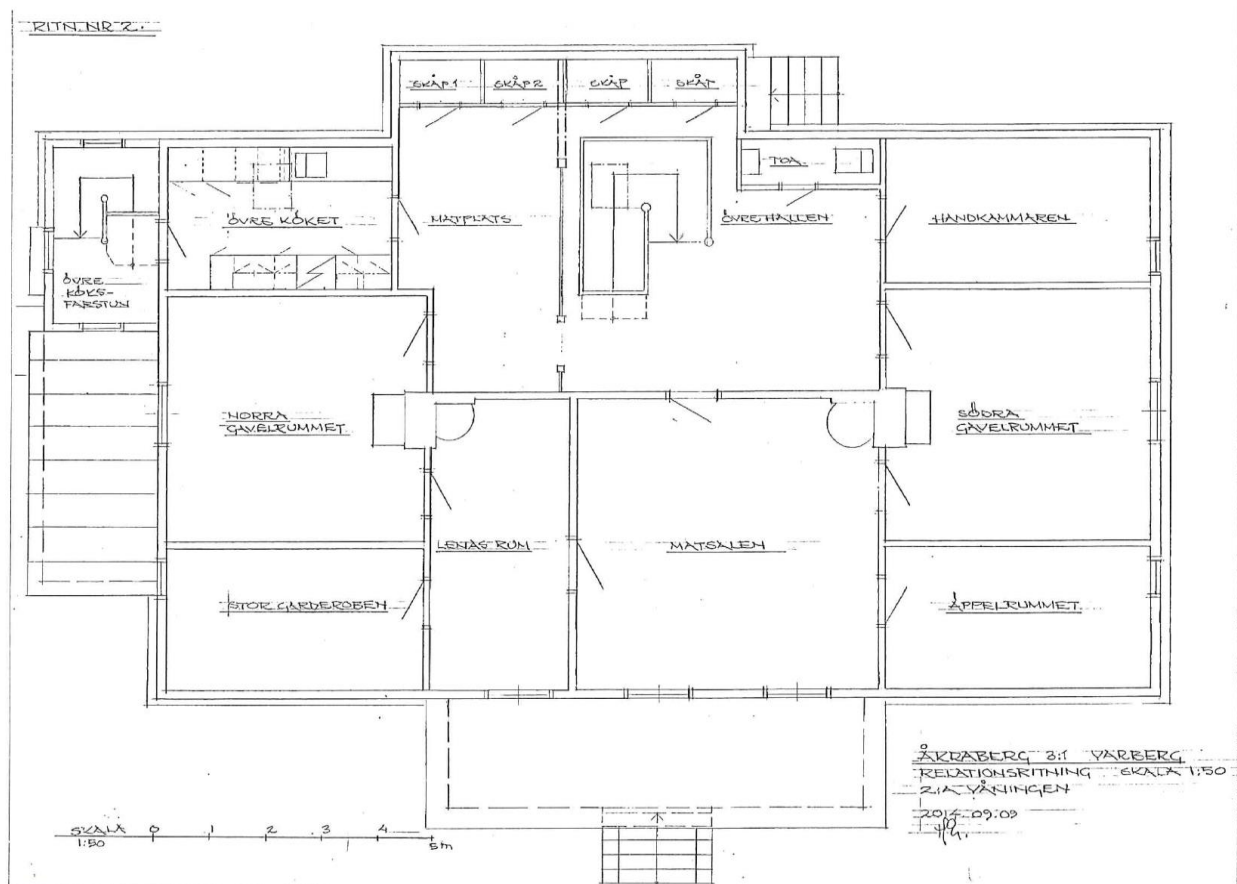 RITN. NR 2.
SKÅP 1
SKÅP 2
SKÅP
SKÅP
TOA
ÖVRE KÖKET
MATPLATS
ÖVRE HALLEN
HANDKAMMAREN
ÖVRE
KÖKS-
FARSTUN
NORRA
GAVELRUMMET
SÖDRA
GAVELRUMMET
LENAS RUM
MATSALEN
STOR GARDEROBEN
ÄPPELRUMMET
ÅKRABERG 3:1 VARBERG
RELATIONSRITNING SKALA 1:50
2:A VÅNINGEN
2014.09.09
SKALA 0 1 2 3 4 5m
1:50